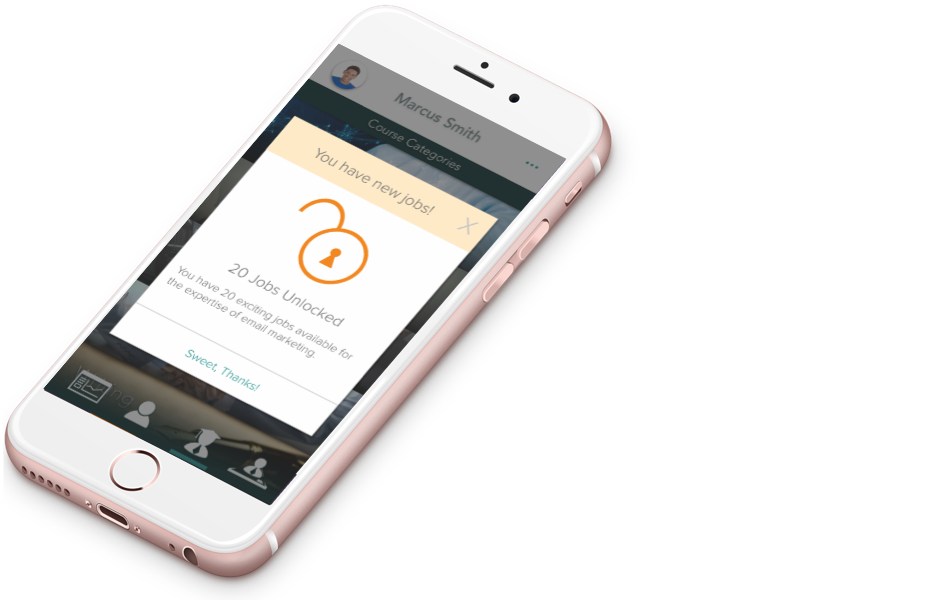 Marcus Smith
Course Categories
You have new jobs!
X
20 Jobs Unlocked
You have 20 exciting jobs available for
the expertise of email marketing.
Sweet, Thanks!